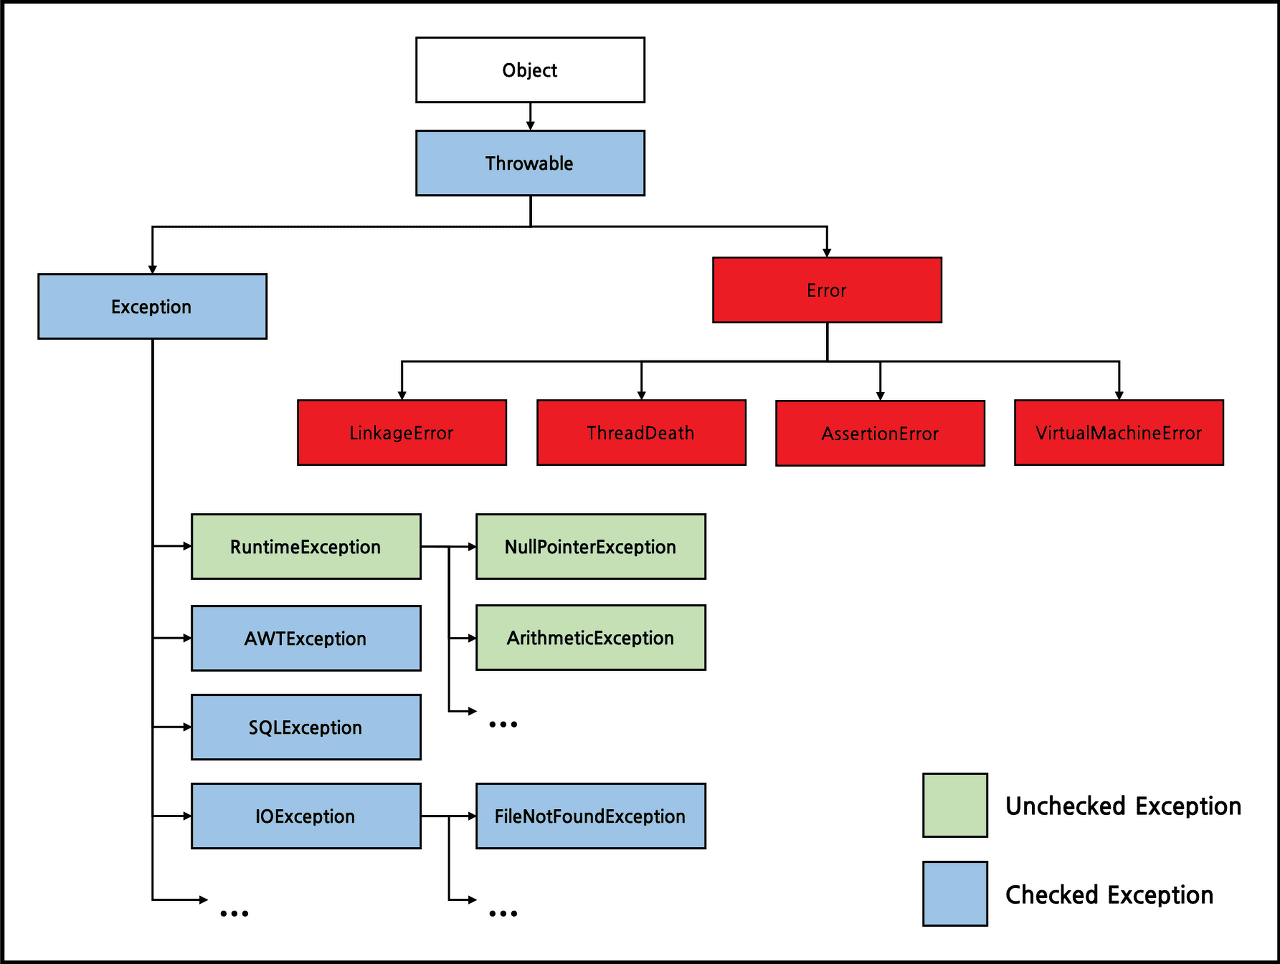 Object
Throwable
Exception
Error
LinkageError
ThreadDeath
AssertionError
VirtualMachineError
RuntimeException
NullPointerException
AWTException
ArithmeticException
...
SQLException
IOException
FileNotFoundException
...
...
Unchecked Exception
Checked Exception